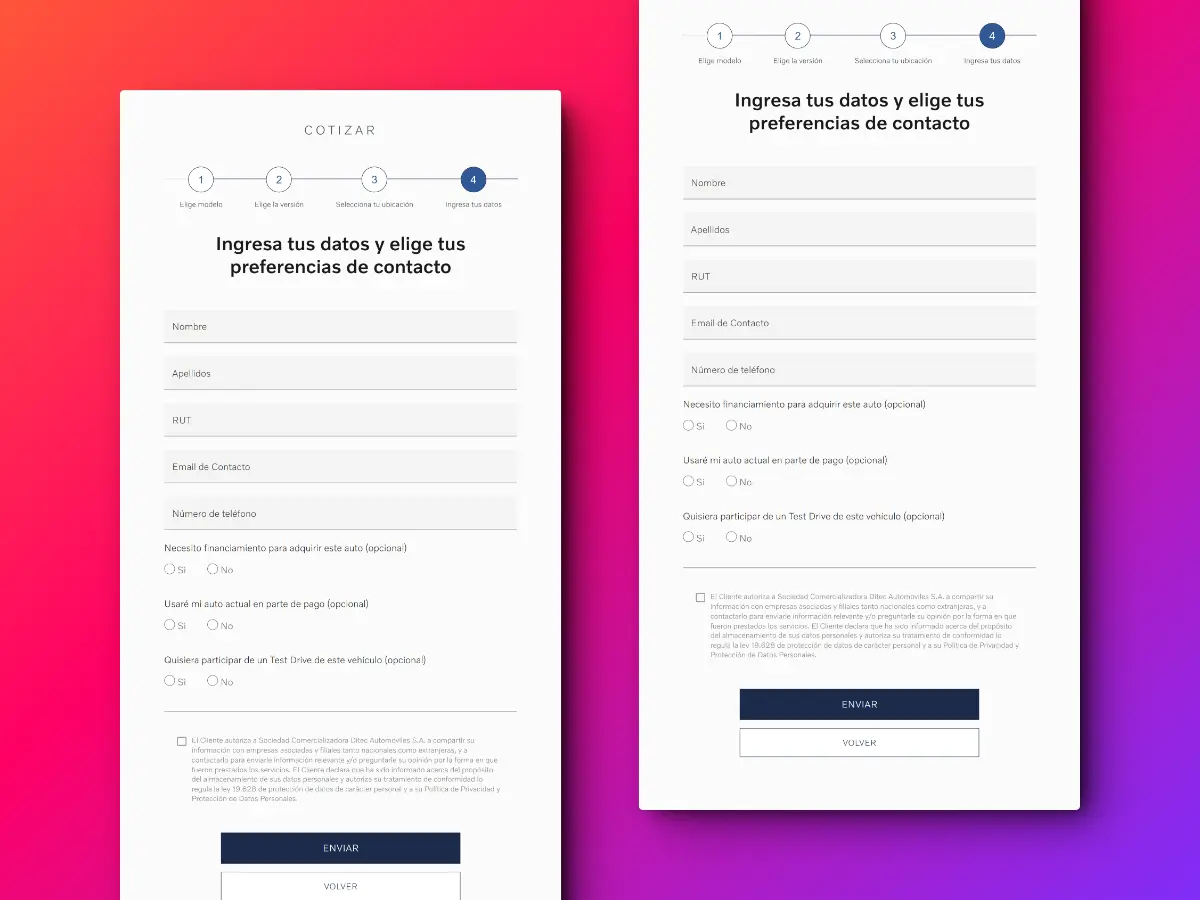 COTIZAR
1 2 3 4
Elige modelo Elige la versión Selecciona tu ubicación Ingresa tus datos
Ingresa tus datos y elige tus
preferencias de contacto
Nombre
Apellidos
RUT
Email de Contacto
Número de teléfono
Necesito financiamiento para adquirir este auto (opcional)
Si No
Usaré mi auto actual en parte de pago (opcional)
Si No
Quisiera participar de un Test Drive de este vehículo (opcional)
Si No
El Cliente autoriza a Sociedad Comercializadora Ditec Automóviles S.A. a compartir su
información con empresas asociadas y filiales tanto nacionales como extranjeras, y a
contactarlo para enviarle información relevante y/o preguntarle su opinión por la forma en que
fueron prestados los servicios. El Cliente declara que ha sido informado acerca del propósito
del almacenamiento de sus datos personales y autoriza su tratamiento de conformidad lo
regula la ley 19.628 de protección de datos de carácter personal y a su Política de Privacidad y
Protección de Datos Personales.
ENVIAR
VOLVER
1 2 3 4
Elige modelo Elige la versión Selecciona tu ubicación Ingresa tus datos
Ingresa tus datos y elige tus
preferencias de contacto
Nombre
Apellidos
RUT
Email de Contacto
Número de teléfono
Necesito financiamiento para adquirir este auto (opcional)
Si No
Usaré mi auto actual en parte de pago (opcional)
Si No
Quisiera participar de un Test Drive de este vehículo (opcional)
Si No
El Cliente autoriza a Sociedad Comercializadora Ditec Automóviles S.A. a compartir su
información con empresas asociadas y filiales tanto nacionales como extranjeras, y a
contactarlo para enviarle información relevante y/o preguntarle su opinión por la forma en que
fueron prestados los servicios. El Cliente declara que ha sido informado acerca del propósito
del almacenamiento de sus datos personales y autoriza su tratamiento de conformidad lo
regula la ley 19.628 de protección de datos de carácter personal y a su Política de Privacidad y
Protección de Datos Personales.
ENVIAR
VOLVER